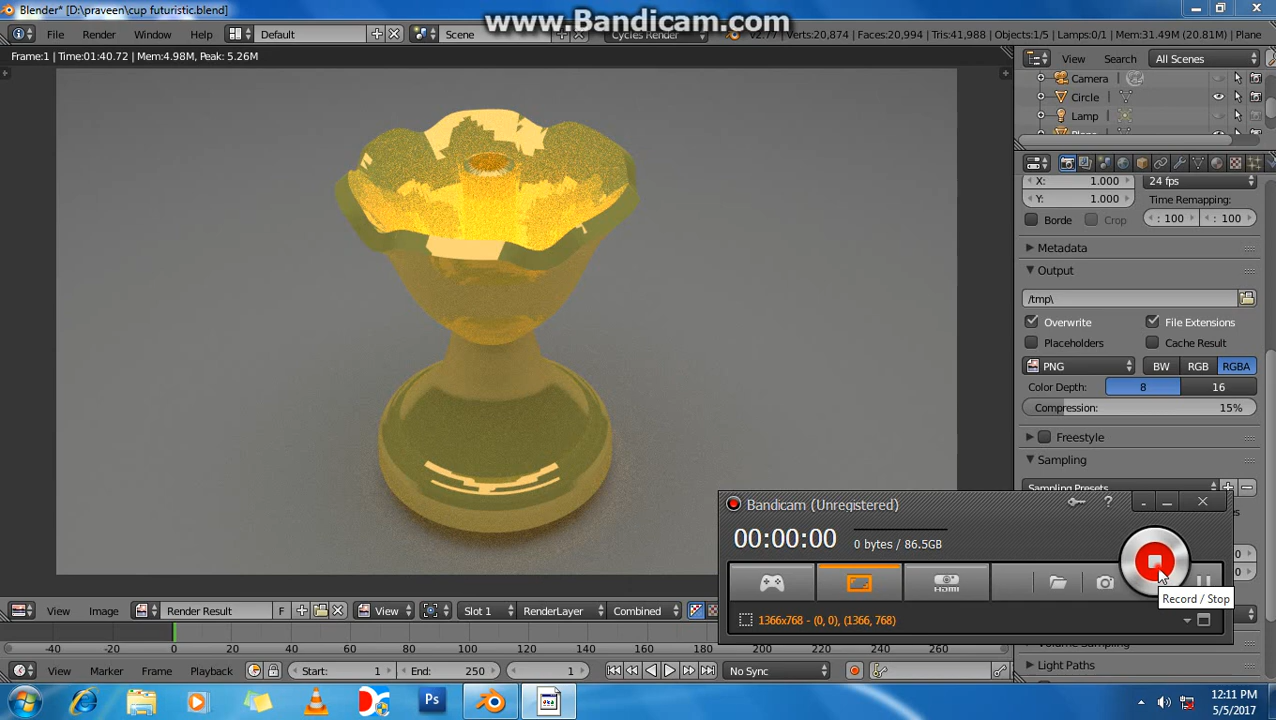 Blender* [D:\praveen\cup futuristic.blend]
www.Bandicam.com
File Render Window Help Default Scene Cycles Render v2.77 Verts:20,874 | Faces:20,994 | Tris:41,988 | Objects:1/5 | Lamps:0/1 | Mem:31.49M (20.81M) | Plane
Frame:1 | Time:01:40.72 | Mem:4.98M, Peak: 5.26M
View Search All Scenes
Camera
Circle
Lamp
Plane
X: 1.000 24 fps
Y: 1.000 Time Remapping:
Borde Crop : 100 : 100
Metadata
Output
/tmp\
Overwrite File Extensions
Placeholders Cache Result
PNG BW RGB RGBA
Color Depth: 8 16
Compression: 15%
Freestyle
Sampling
Sampling Presets
Bandicam (Unregistered)
00:00:00 0 bytes / 86.5GB
HDMI
Record / Stop
1366x768 - (0, 0), (1366, 768)
View Image Render Result F View Slot 1 RenderLayer Combined
Light Paths
-40 -20 0 20 40 60 80 100 120 140 160 180 200 220 240 260
View Marker Frame Playback Start: 1 End: 250 1 No Sync
Ps
12:11 PM
5/5/2017